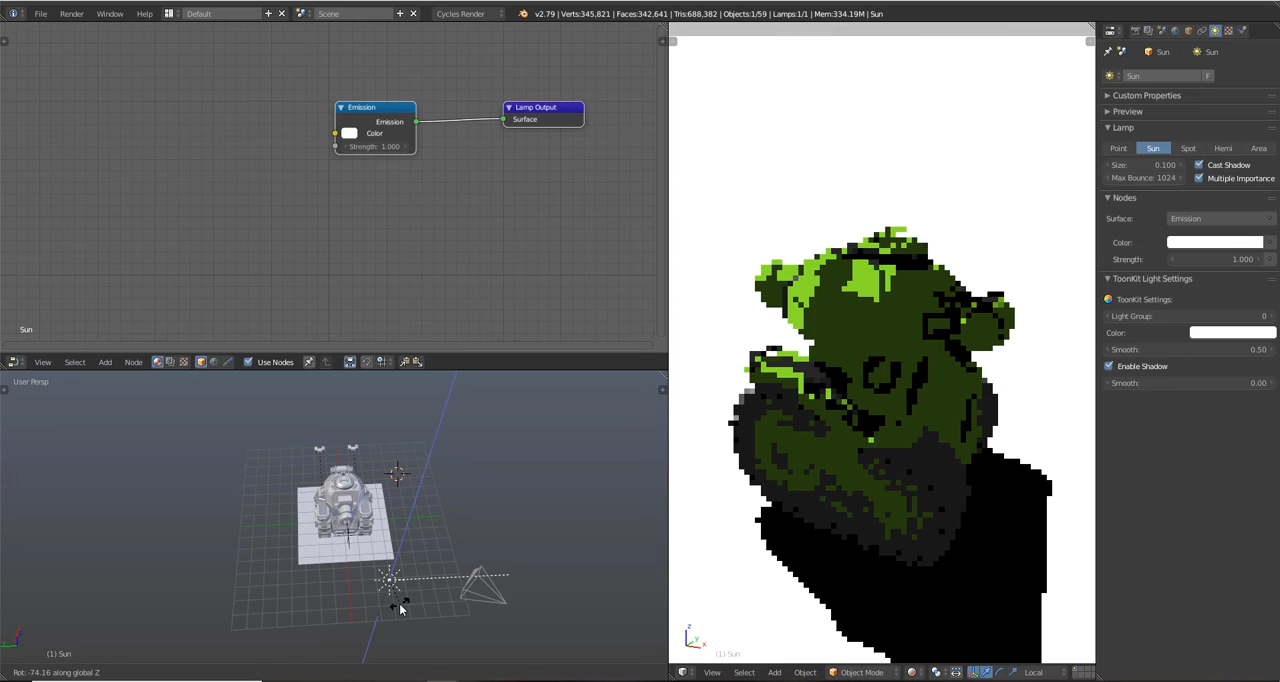 File Render Window Help Default Scene Cycles Render v2.79 | Verts:345,821 | Faces:342,641 | Tris:688,382 | Objects:1/59 | Lamps:1/1 | Mem:334.19M | Sun
Emission
Emission
Color
Strength: 1.000
Lamp Output
Surface
Sun
View Select Add Node Use Nodes
User Persp
(1) Sun
Rot: -74.16 along global Z
z
y
x
(1) Sun
View Select Add Object Object Mode Local
Sun Sun
Sun F
Custom Properties
Preview
Lamp
Point Sun Spot Hemi Area
Size: 0.100 Cast Shadow
Max Bounce: 1024 Multiple Importance
Nodes
Surface: Emission
Color:
Strength: 1.000
ToonKit Light Settings
ToonKit Settings:
Light Group: 0
Color:
Smooth: 0.50
Enable Shadow
Smooth: 0.00